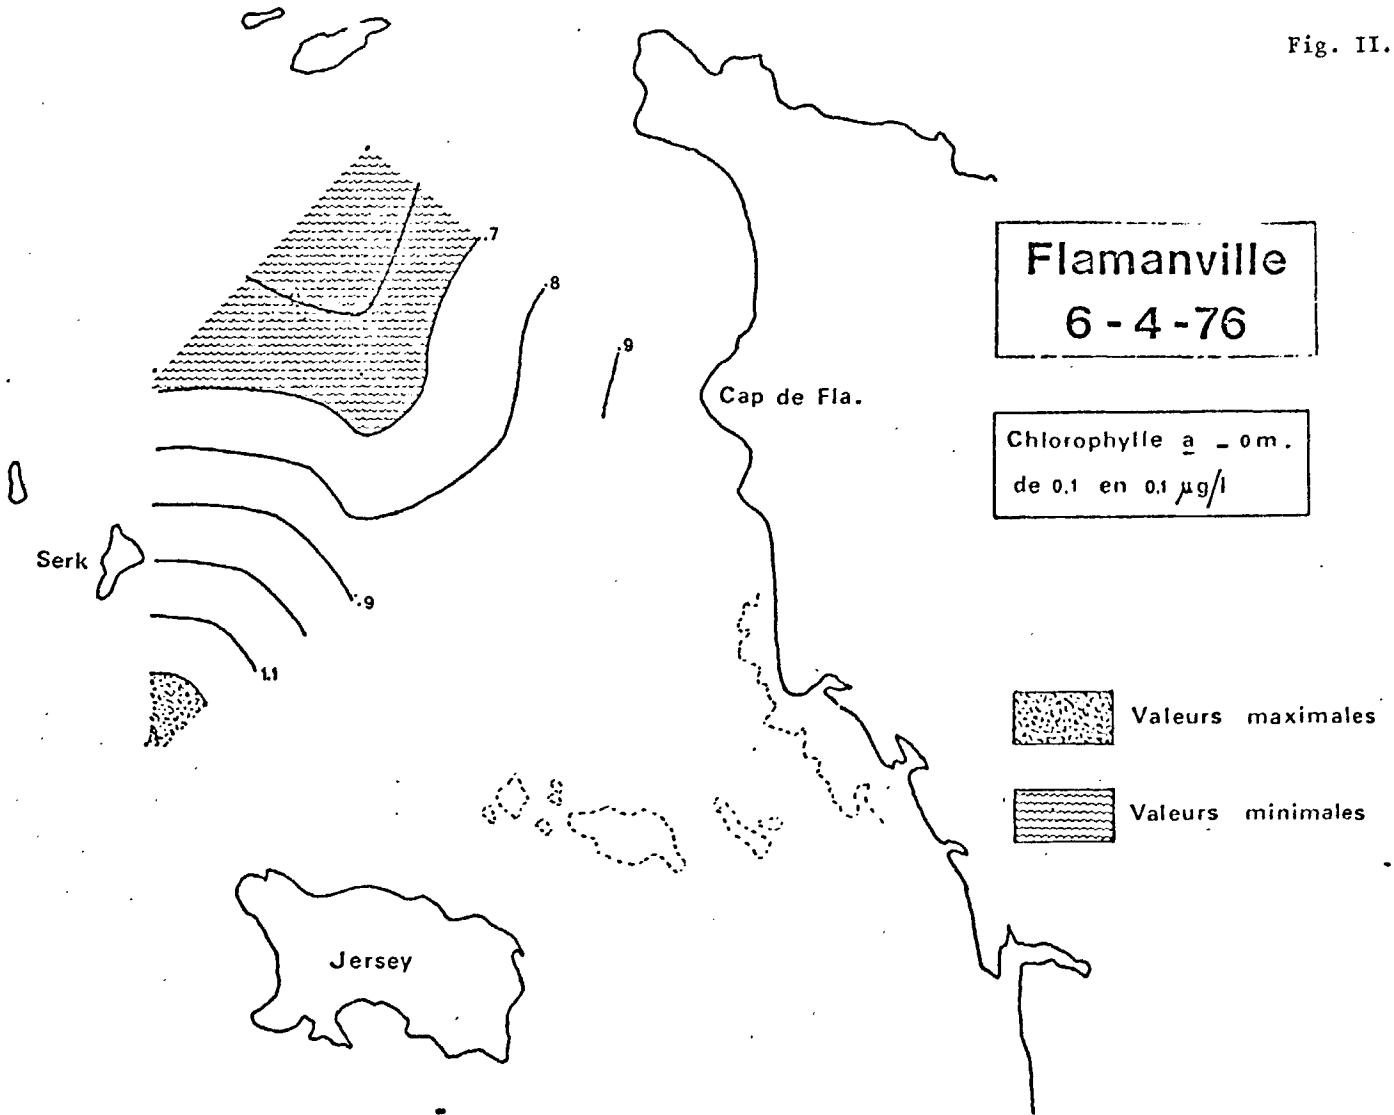 Fig. II.
Flamanville
6 - 4 - 76
.7
.8
.9
Cap de Fla.
Chlorophylle a _ 0 m.
de 0,1 en 0,1 µg/l
Serk
.9
1.1
Valeurs maximales
Valeurs minimales
Jersey